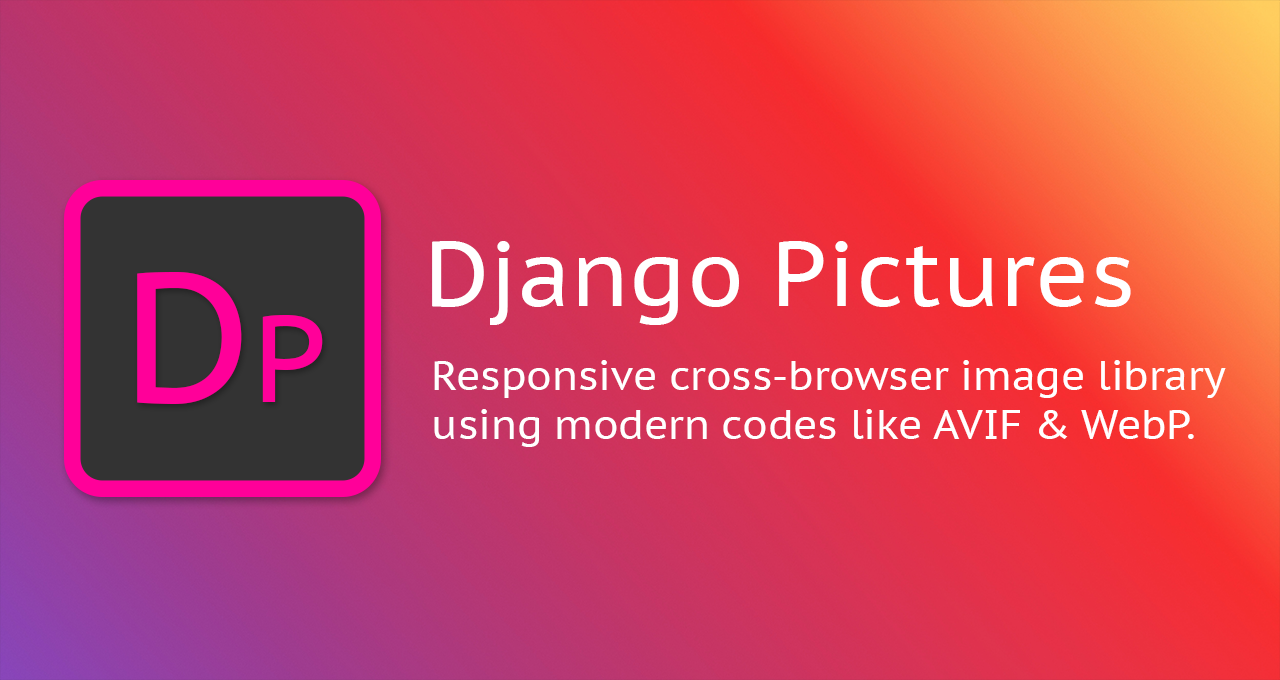 DP
Django Pictures
Responsive cross-browser image library
using modern codes like AVIF & WebP.